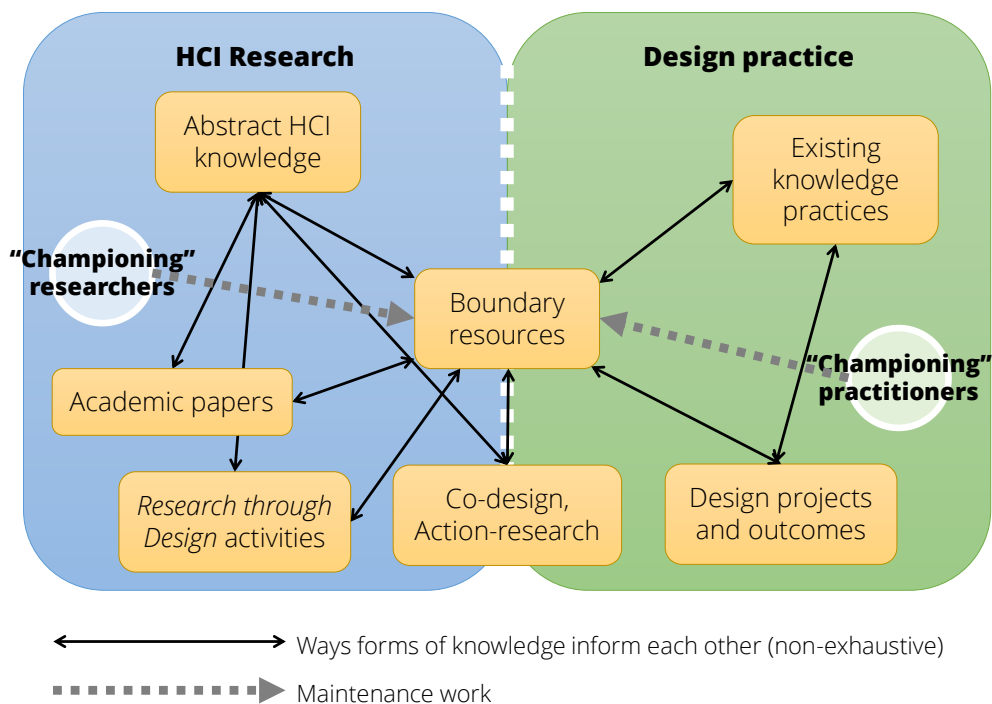 HCI Research
Design practice
Abstract HCI
knowledge
Existing
knowledge
practices
“Championing”
researchers
Boundary
resources
“Championing”
practitioners
Academic papers
Research through
Design activities
Co-design,
Action-research
Design projects
and outcomes
Ways forms of knowledge inform each other (non-exhaustive)
Maintenance work